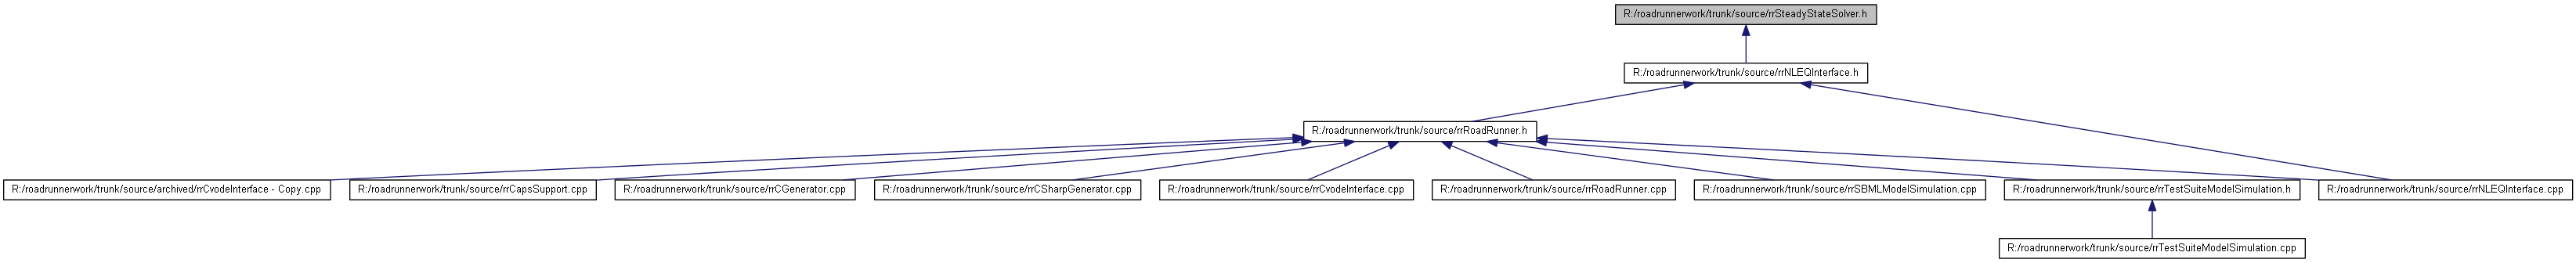 R:/roadrunnerwork/trunk/source/rrSteadyStateSolver.h
R:/roadrunnerwork/trunk/source/rrNLEQInterface.h
R:/roadrunnerwork/trunk/source/rrRoadRunner.h
R:/roadrunnerwork/trunk/source/archived/rrCvodeInterface - Copy.cpp
R:/roadrunnerwork/trunk/source/rrCapsSupport.cpp
R:/roadrunnerwork/trunk/source/rrCGenerator.cpp
R:/roadrunnerwork/trunk/source/rrCSharpGenerator.cpp
R:/roadrunnerwork/trunk/source/rrCvodeInterface.cpp
R:/roadrunnerwork/trunk/source/rrRoadRunner.cpp
R:/roadrunnerwork/trunk/source/rrSBMLModelSimulation.cpp
R:/roadrunnerwork/trunk/source/rrTestSuiteModelSimulation.h
R:/roadrunnerwork/trunk/source/rrNLEQInterface.cpp
R:/roadrunnerwork/trunk/source/rrTestSuiteModelSimulation.cpp